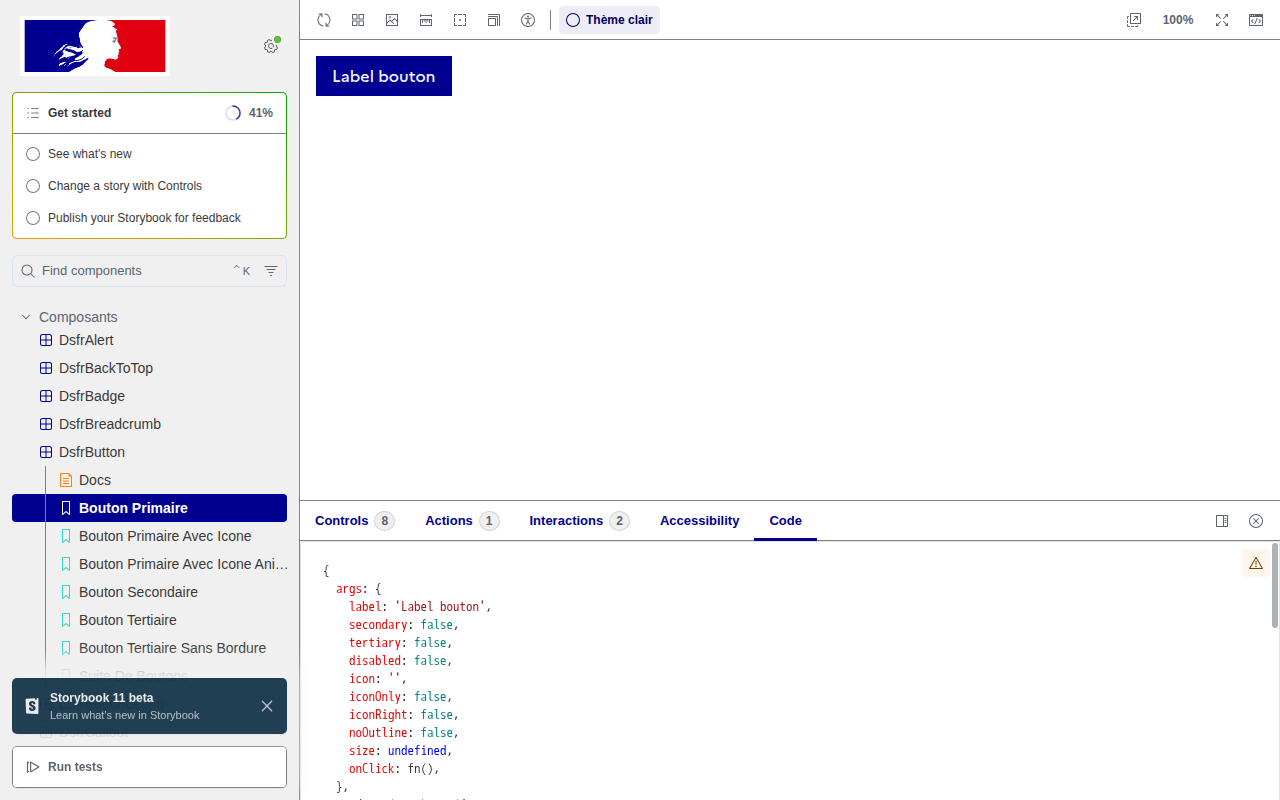 Get started
41%
See what's new
Change a story with Controls
Publish your Storybook for feedback
Find components
^ K
Composants
DsfrAlert
DsfrBackToTop
DsfrBadge
DsfrBreadcrumb
DsfrButton
Docs
Bouton Primaire
Bouton Primaire Avec Icone
Bouton Primaire Avec Icone Ani…
Bouton Secondaire
Bouton Tertiaire
Bouton Tertiaire Sans Bordure
Suite De Boutons
Storybook 11 beta
Learn what's new in Storybook
Run tests
Thème clair
100%
Label bouton
Controls 8
Actions 1
Interactions 2
Accessibility
Code
{
args: {
label: 'Label bouton',
secondary: false,
tertiary: false,
disabled: false,
icon: '',
iconOnly: false,
iconRight: false,
noOutline: false,
size: undefined,
onClick: fn(),
},